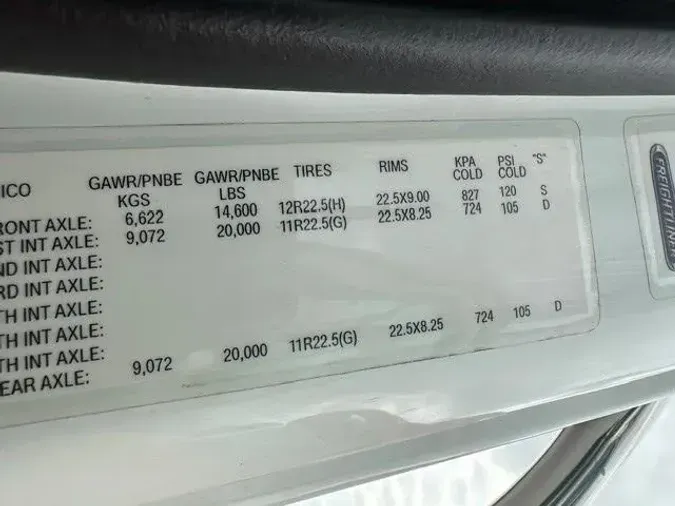 ICO GAWR/PNBE KGS GAWR/PNBE LBS TIRES RIMS KPA COLD PSI COLD "S"
RONT AXLE: 6,622 14,600 12R22.5(H) 22.5X9.00 827 120 S
ST INT AXLE: 9,072 20,000 11R22.5(G) 22.5X8.25 724 105 D
ND INT AXLE:
RD INT AXLE:
TH INT AXLE:
TH INT AXLE:
EAR AXLE: 9,072 20,000 11R22.5(G) 22.5X8.25 724 105 D
FREIGHTLINER